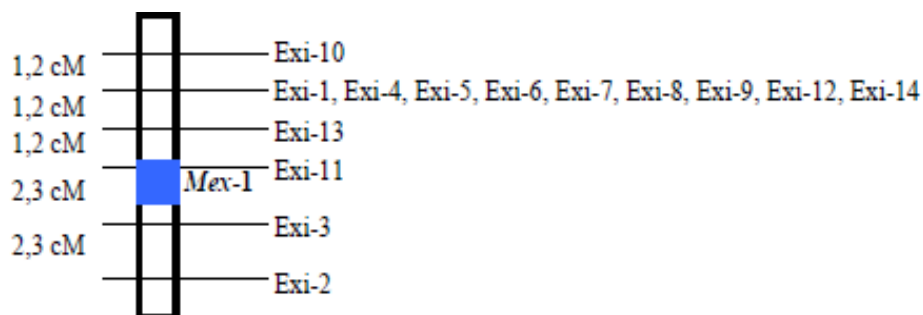 Exi-10
1,2 cM
Exi-1, Exi-4, Exi-5, Exi-6, Exi-7, Exi-8, Exi-9, Exi-12, Exi-14
1,2 cM
Exi-13
1,2 cM
Exi-11
Mex-1
2,3 cM
Exi-3
2,3 cM
Exi-2